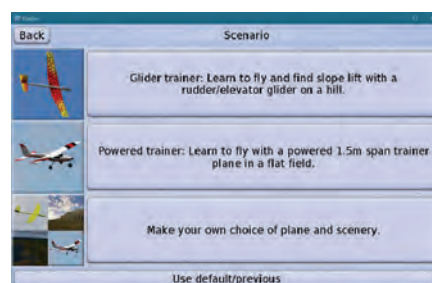 Back
Scenario
Glider trainer: Learn to fly and find slope lift with a
rudder/elevator glider on a hill.
Powered trainer: Learn to fly with a powered 1.5m span trainer
plane in a flat field.
Make your own choice of plane and scenery.
Use default/previous